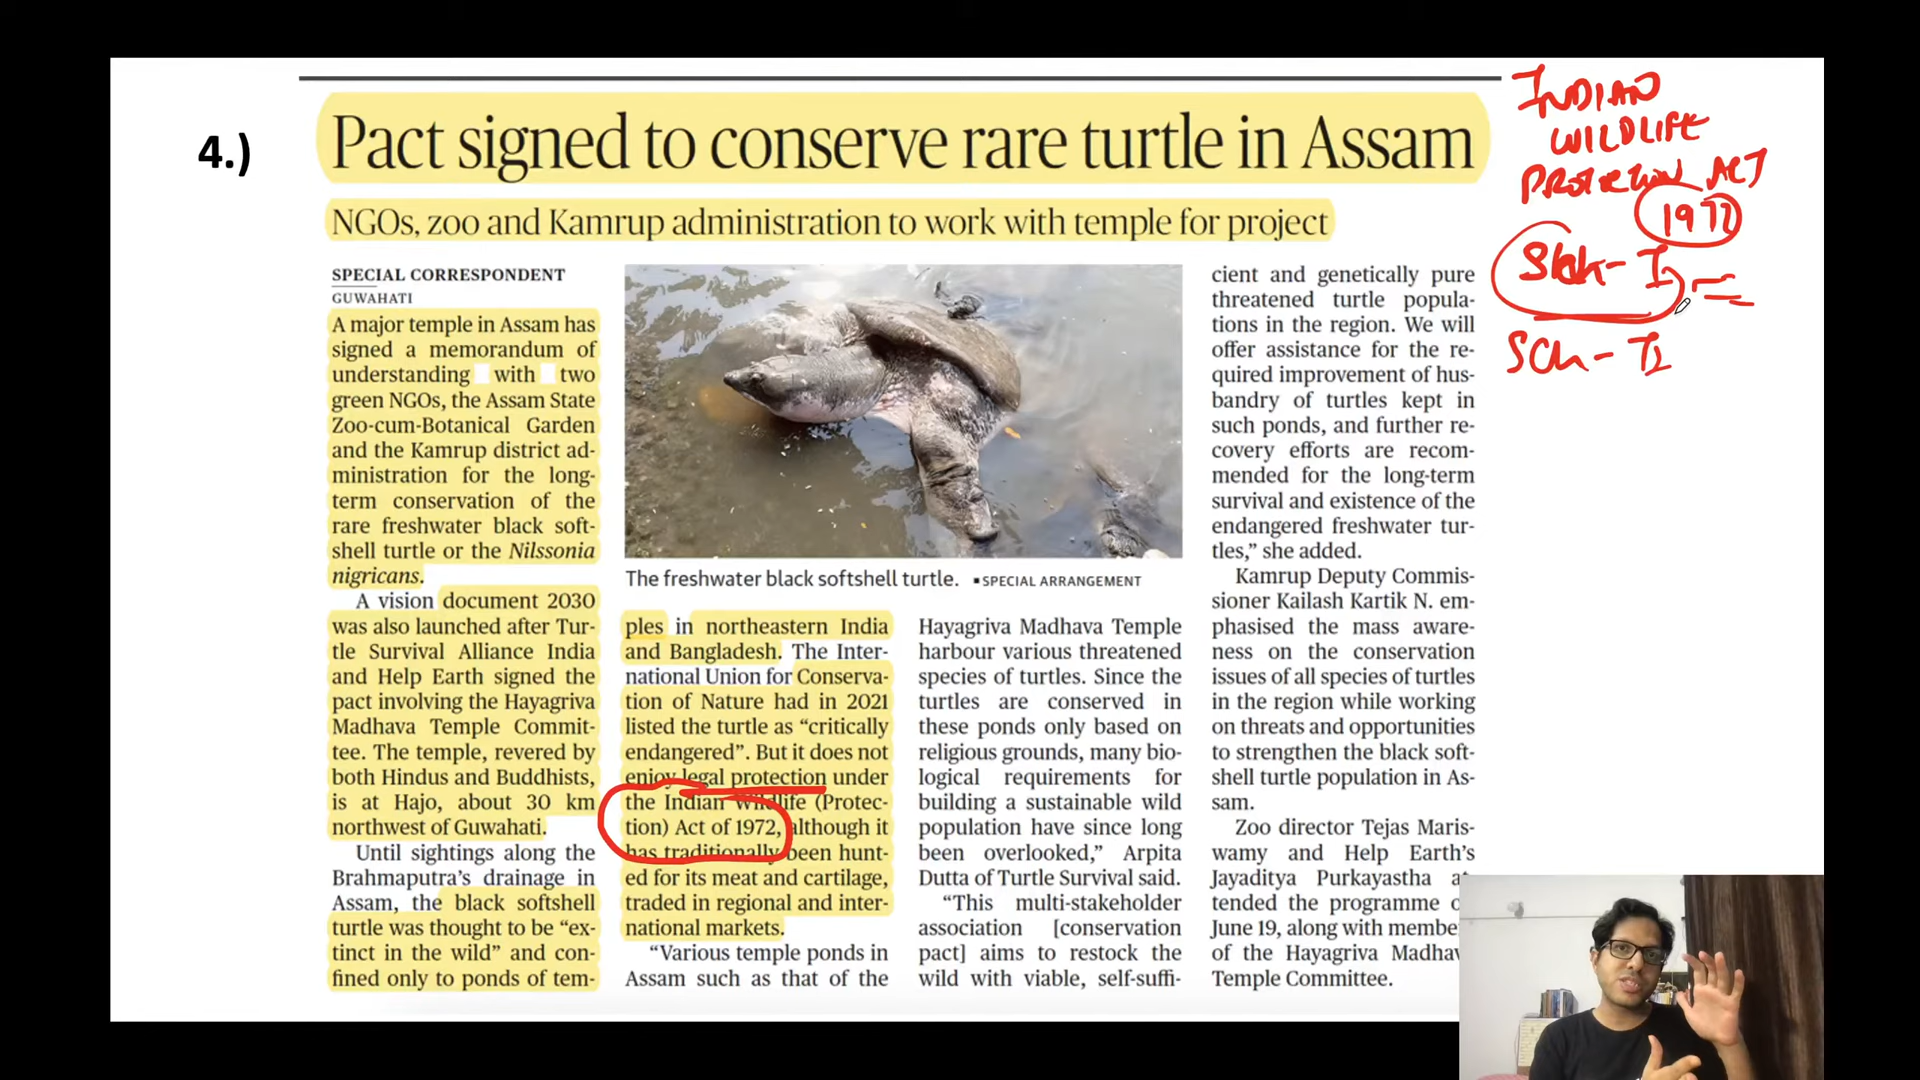 4.)
Pact signed to conserve rare turtle in Assam
NGOs, zoo and Kamrup administration to work with temple for project
SPECIAL CORRESPONDENT
GUWAHATI
A major temple in Assam has
signed a memorandum of
understanding with two
green NGOs, the Assam State
Zoo-cum-Botanical Garden
and the Kamrup district ad-
ministration for the long-
term conservation of the
rare freshwater black soft-
shell turtle or the Nilssonia
nigricans.
A vision document 2030
was also launched after Tur-
tle Survival Alliance India
and Help Earth signed the
pact involving the Hayagriva
Madhava Temple Commit-
tee. The temple, revered by
both Hindus and Buddhists,
is at Hajo, about 30 km
northwest of Guwahati.
Until sightings along the
Brahmaputra's drainage in
Assam, the black softshell
turtle was thought to be “ex-
tinct in the wild” and con-
fined only to ponds of tem-
The freshwater black softshell turtle. ▪SPECIAL ARRANGEMENT
ples in northeastern India
and Bangladesh. The Inter-
national Union for Conserva-
tion of Nature had in 2021
listed the turtle as “critically
endangered”. But it does not
enjoy legal protection under
the Indian Wildlife (Protec-
tion) Act of 1972, although it
has traditionally been hunt-
ed for its meat and cartilage,
traded in regional and inter-
national markets.
“Various temple ponds in
Assam such as that of the
Hayagriva Madhava Temple
harbour various threatened
species of turtles. Since the
turtles are conserved in
these ponds only based on
religious grounds, many bio-
logical requirements for
building a sustainable wild
population have since long
been overlooked,” Arpita
Dutta of Turtle Survival said.
“This multi-stakeholder
association [conservation
pact] aims to restock the
wild with viable, self-suffi-
cient and genetically pure
threatened turtle popula-
tions in the region. We will
offer assistance for the re-
quired improvement of hus-
bandry of turtles kept in
such ponds, and further re-
covery efforts are recom-
mended for the long-term
survival and existence of the
endangered freshwater tur-
tles,” she added.
Kamrup Deputy Commis-
sioner Kailash Kartik N. em-
phasised the mass aware-
ness on the conservation
issues of all species of turtles
in the region while working
on threats and opportunities
to strengthen the black soft-
shell turtle population in As-
sam.
Zoo director Tejas Maris-
wamy and Help Earth's
Jayaditya Purkayastha
tended the programme
June 19, along with
of the Hayagriva
Temple Committee.
INDIAN
WILDLIFE
PROTECTION ACT
1972
Sch - I
SCh - II